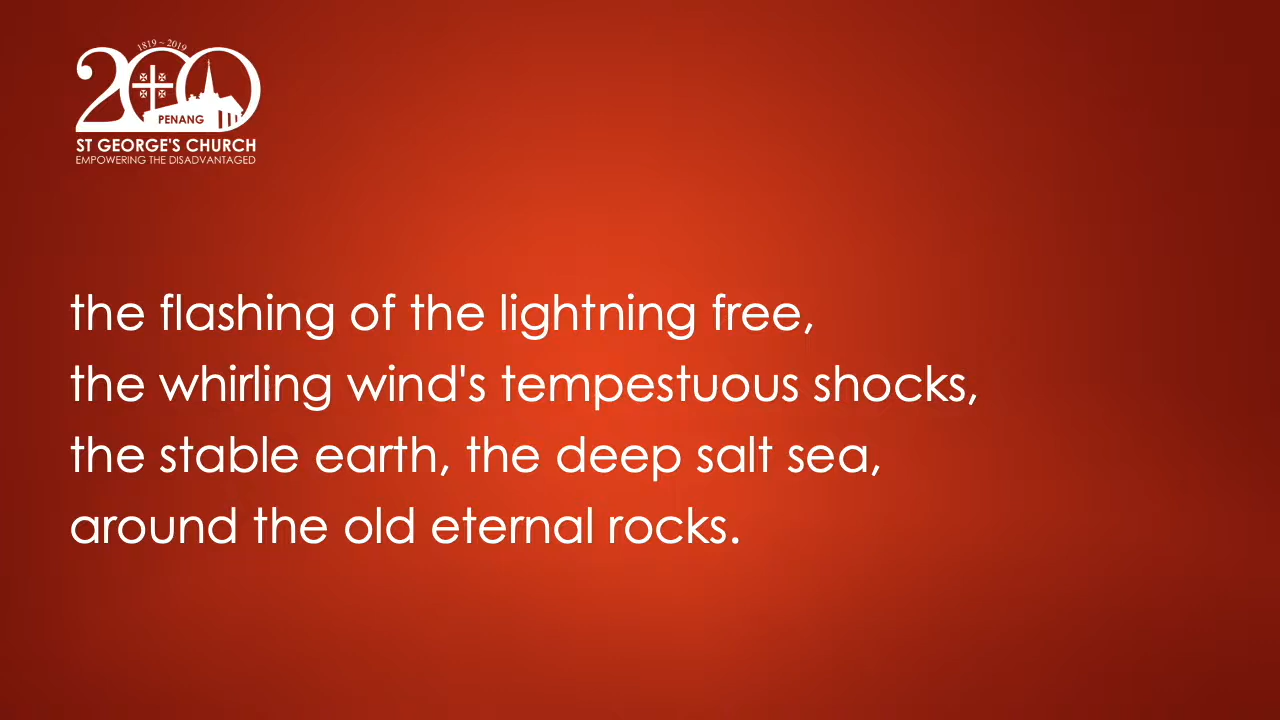 1819 ~ 2019
200
PENANG
ST GEORGE'S CHURCH
EMPOWERING THE DISADVANTAGED
the flashing of the lightning free,
the whirling wind's tempestuous shocks,
the stable earth, the deep salt sea,
around the old eternal rocks.